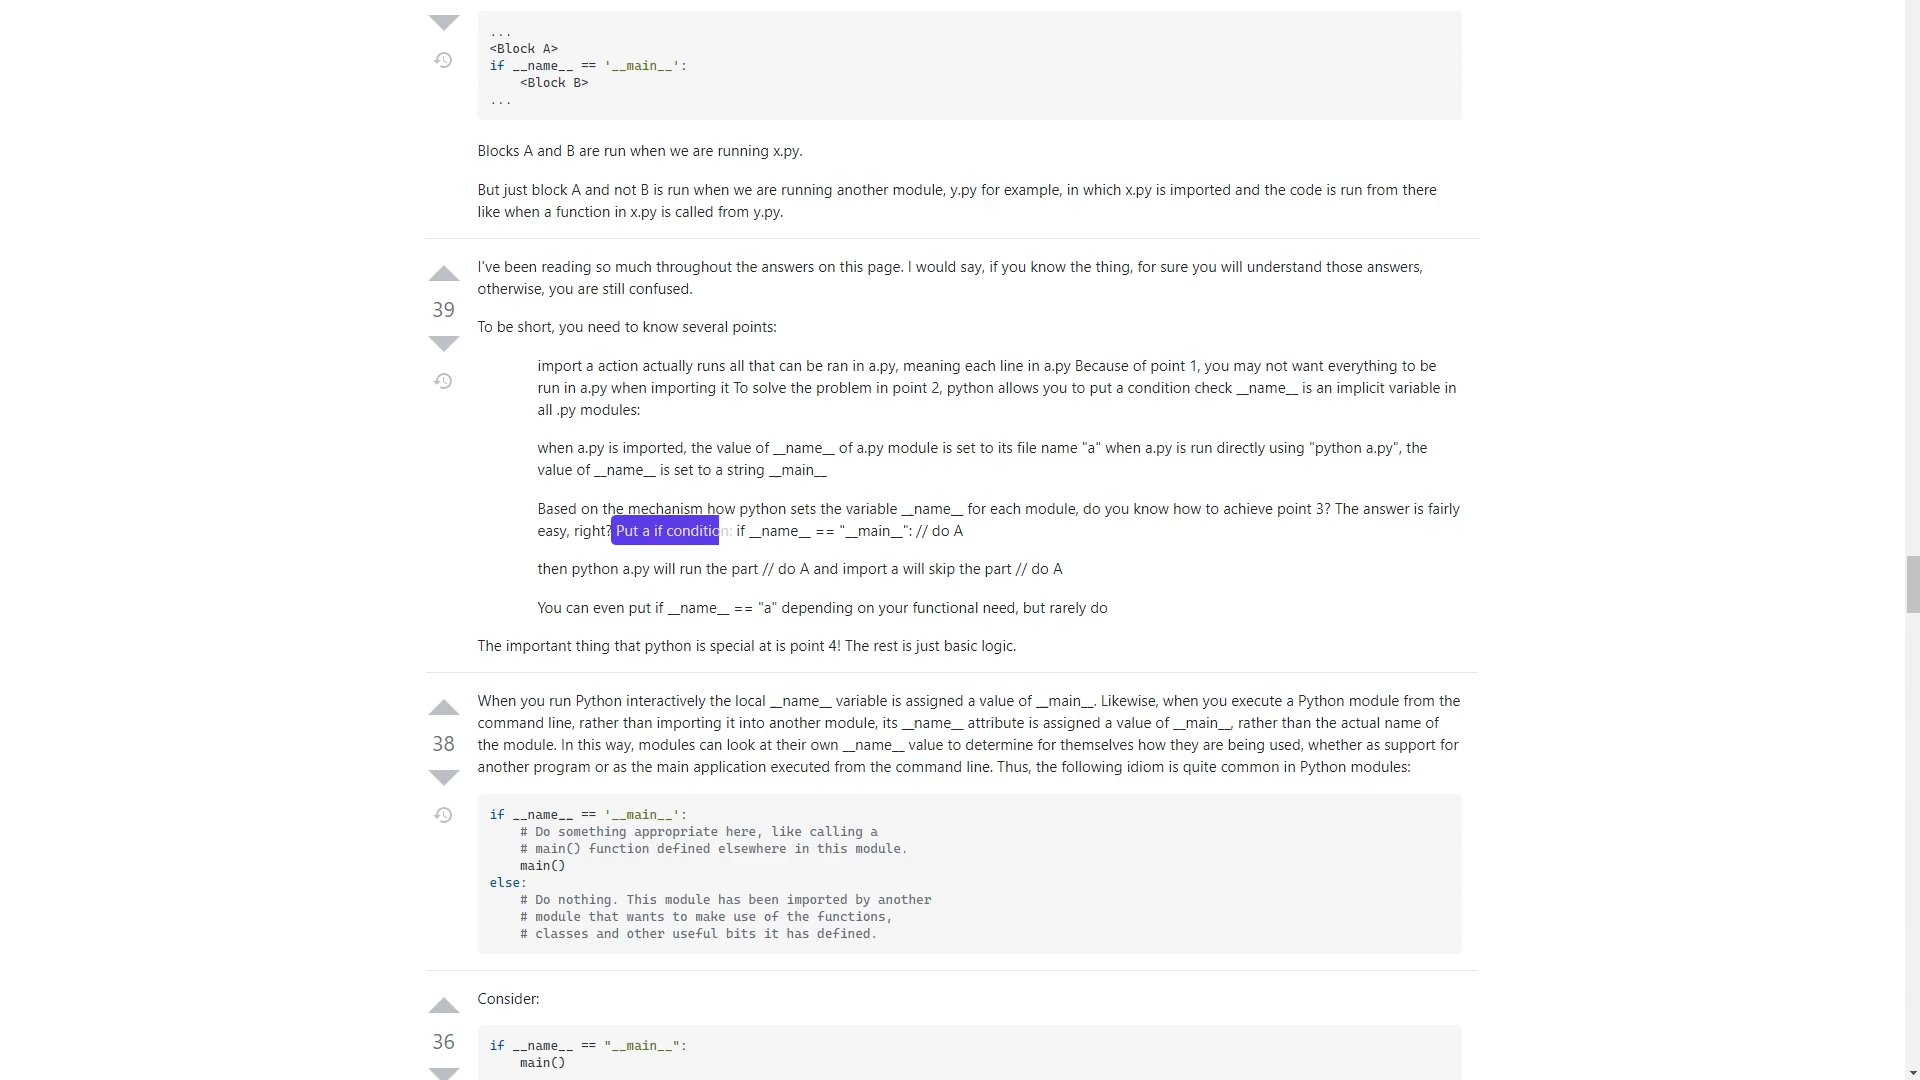 ...
<Block A>
if __name__ == '__main__':
    <Block B>
...
Blocks A and B are run when we are running x.py.
But just block A and not B is run when we are running another module, y.py for example, in which x.py is imported and the code is run from there
like when a function in x.py is called from y.py.
I've been reading so much throughout the answers on this page. I would say, if you know the thing, for sure you will understand those answers,
otherwise, you are still confused.
39
To be short, you need to know several points:
import a action actually runs all that can be ran in a.py, meaning each line in a.py Because of point 1, you may not want everything to be
run in a.py when importing it To solve the problem in point 2, python allows you to put a condition check __name__ is an implicit variable in
all .py modules:
when a.py is imported, the value of __name__ of a.py module is set to its file name "a" when a.py is run directly using "python a.py", the
value of __name__ is set to a string __main__
Based on the mechanism how python sets the variable __name__ for each module, do you know how to achieve point 3? The answer is fairly
easy, right? Put a if condition: if __name__ == "__main__": // do A
then python a.py will run the part // do A and import a will skip the part // do A
You can even put if __name__ == "a" depending on your functional need, but rarely do
The important thing that python is special at is point 4! The rest is just basic logic.
When you run Python interactively the local __name__ variable is assigned a value of __main__. Likewise, when you execute a Python module from the
command line, rather than importing it into another module, its __name__ attribute is assigned a value of __main__, rather than the actual name of
38
the module. In this way, modules can look at their own __name__ value to determine for themselves how they are being used, whether as support for
another program or as the main application executed from the command line. Thus, the following idiom is quite common in Python modules:
if __name__ == '__main__':
    # Do something appropriate here, like calling a
    # main() function defined elsewhere in this module.
    main()
else:
    # Do nothing. This module has been imported by another
    # module that wants to make use of the functions,
    # classes and other useful bits it has defined.
Consider:
36
if __name__ == "__main__":
    main()